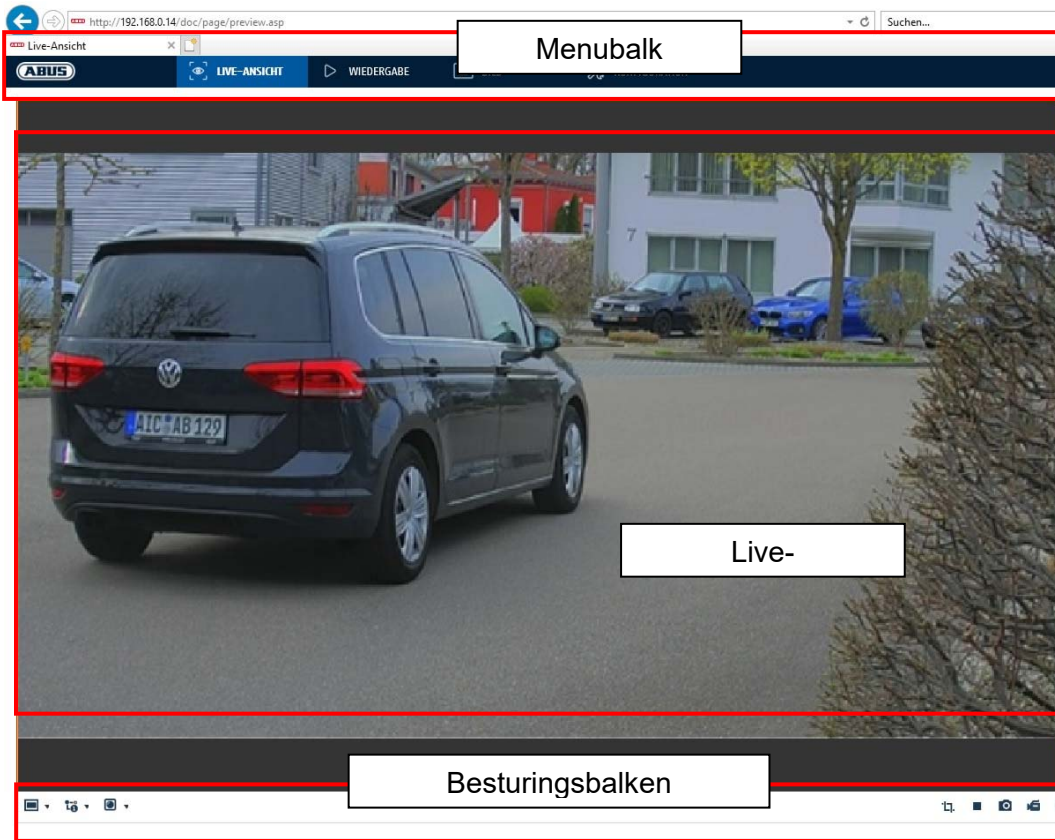 http://192.168.0.14/doc/page/preview.asp Suchen...
Live-Ansicht
Menubalk
ABUS LIVE-ANSICHT WIEDERGABE
7
AIC AB 129
Live-
Besturingsbalken